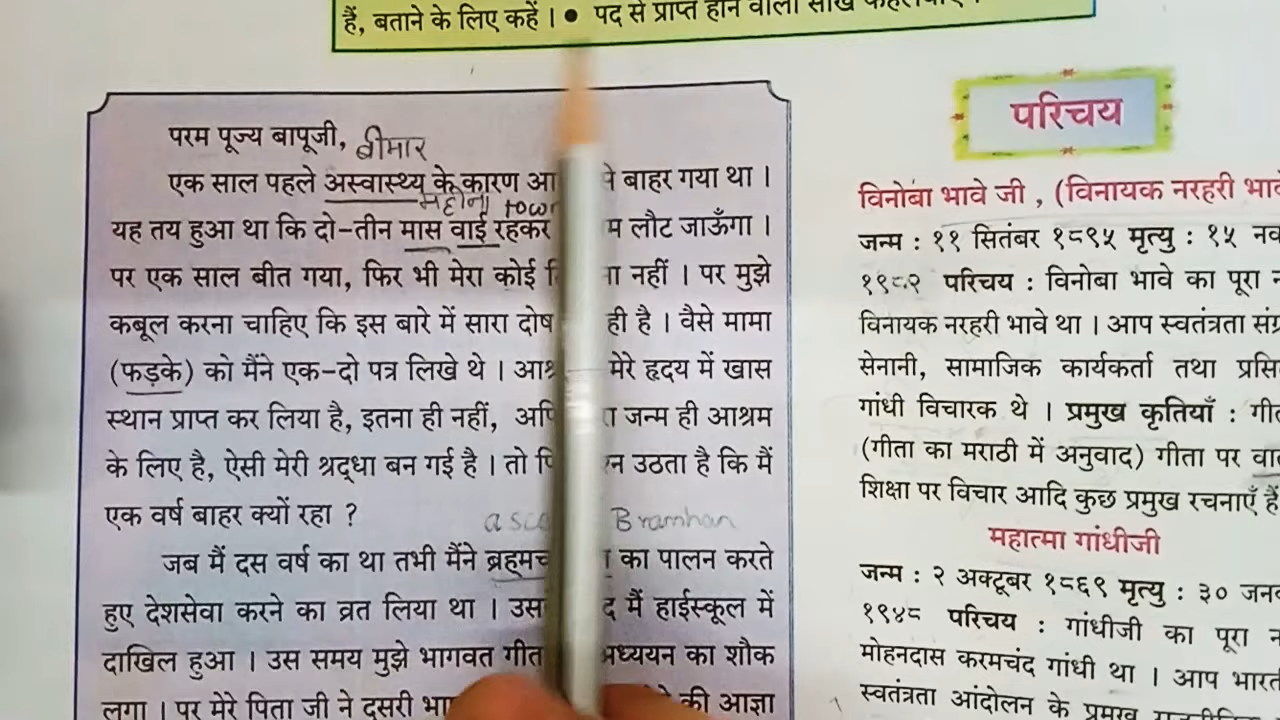 हैं, बताने के लिए कहें । ● पद से प्राप्त होने वाली सीख
परम पूज्य बापूजी, बीमार
एक साल पहले अस्वास्थ्य के कारण आ बाहर गया था ।
महीना town
यह तय हुआ था कि दो-तीन मास वाई रहकर म लौट जाऊँगा ।
पर एक साल बीत गया, फिर भी मेरा कोई ना नहीं । पर मुझे
कबूल करना चाहिए कि इस बारे में सारा दोष ही है । वैसे मामा
(फड़के) को मैंने एक-दो पत्र लिखे थे । आश्र मेरे हृदय में खास
स्थान प्राप्त कर लिया है, इतना ही नहीं, अपि जन्म ही आश्रम
के लिए है, ऐसी मेरी श्रद्धा बन गई है । तो उठता है कि मैं
एक वर्ष बाहर क्यों रहा ?
asc Bramhan
जब मैं दस वर्ष का था तभी मैंने ब्रह्मच का पालन करते
हुए देशसेवा करने का व्रत लिया था । उस द मैं हाईस्कूल में
दाखिल हुआ । उस समय मुझे भागवत गीत अध्ययन का शौक
लगा । पर मेरे पिता जी ने दूसरी भा की आज्ञा
परिचय
विनोबा भावे जी , (विनायक नरहरी भावे
जन्म : ११ सितंबर १८९५ मृत्यु : १५ नव
१९८२ परिचय : विनोबा भावे का पूरा न
विनायक नरहरी भावे था । आप स्वतंत्रता संग्र
सेनानी, सामाजिक कार्यकर्ता तथा प्रसि
गांधी विचारक थे । प्रमुख कृतियाँ : गीत
(गीता का मराठी में अनुवाद) गीता पर वा
शिक्षा पर विचार आदि कुछ प्रमुख रचनाएँ हैं
महात्मा गांधीजी
जन्म : २ अक्टूबर १८६९ मृत्यु : ३० जनव
१९४८ परिचय : गांधीजी का पूरा न
मोहनदास करमचंद गांधी था । आप भारत
स्वतंत्रता आंदोलन के प्रमुख